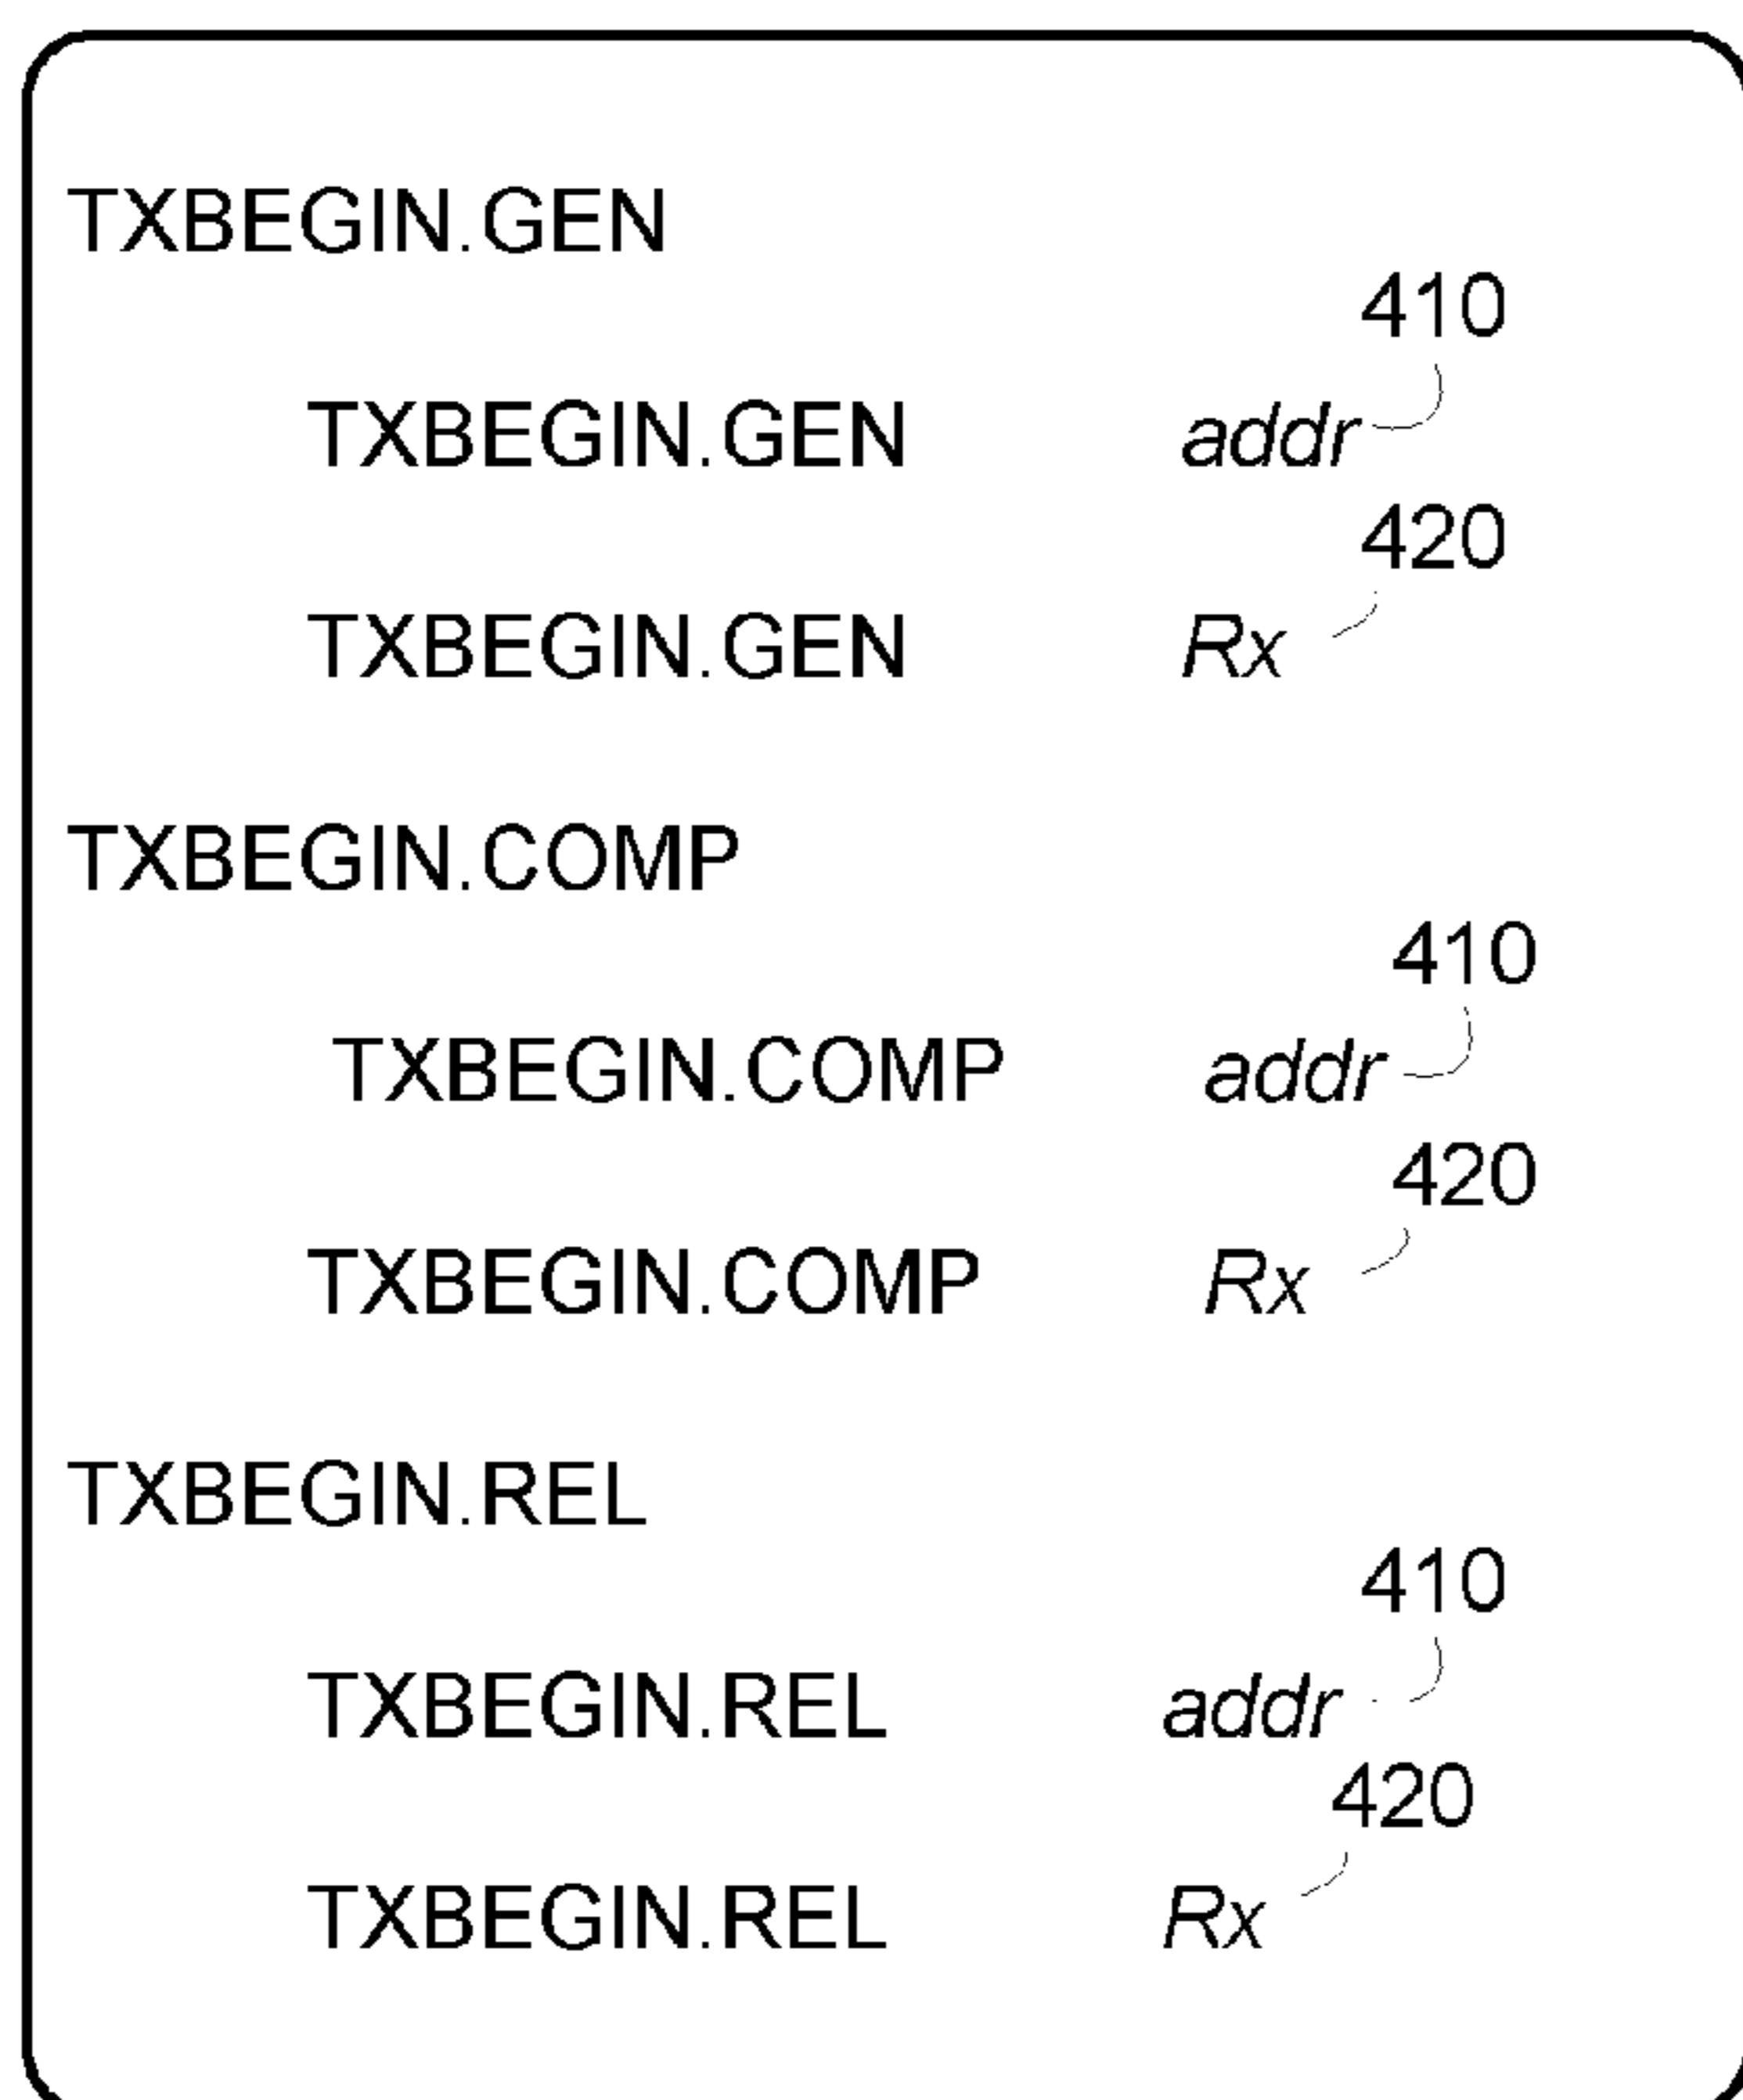 TXBEGIN.GEN
410
TXBEGIN.GEN addr
420
TXBEGIN.GEN Rx
TXBEGIN.COMP
410
TXBEGIN.COMP addr
420
TXBEGIN.COMP Rx
TXBEGIN.REL
410
TXBEGIN.REL addr
420
TXBEGIN.REL Rx